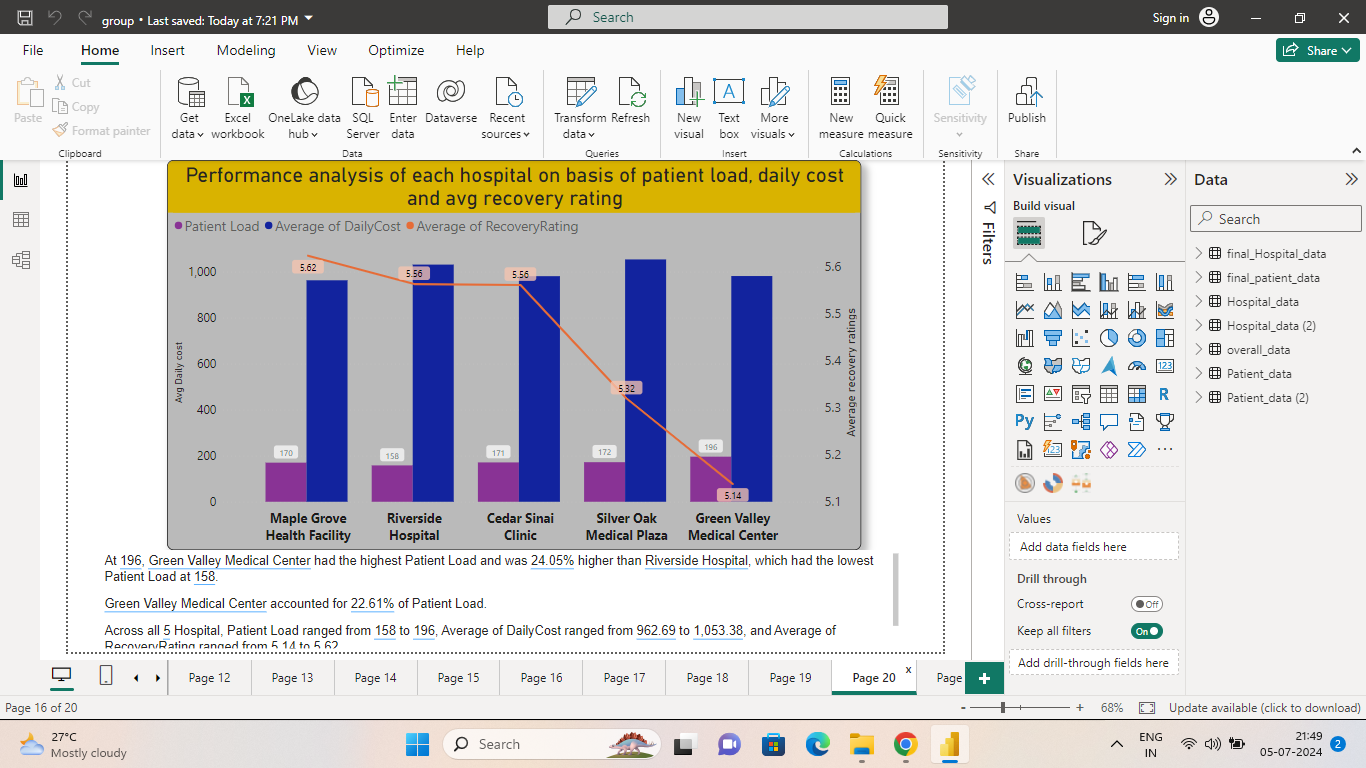 group • Last saved: Today at 7:21 PM
Search
Sign in
File Home Insert Modeling View Optimize Help
Share
Paste
Cut
Copy
Format painter
Clipboard
Get data
Excel workbook
OneLake data hub
SQL Server
Enter data
Dataverse
Recent sources
Data
Transform data
Refresh
Queries
New visual
Text box
More visuals
Insert
New measure
Quick measure
Calculations
Sensitivity
Sensitivity
Publish
Share
Performance analysis of each hospital on basis of patient load, daily cost
and avg recovery rating
Patient Load Average of DailyCost Average of RecoveryRating
Avg Daily cost
1,000
800
600
400
200
0
5.62
5.56
5.56
5.32
5.14
170
158
171
172
196
5.6
5.5
5.4
5.3
5.2
5.1
Average recovery ratings
Maple Grove
Health Facility
Riverside
Hospital
Cedar Sinai
Clinic
Silver Oak
Medical Plaza
Green Valley
Medical Center
At 196, Green Valley Medical Center had the highest Patient Load and was 24.05% higher than Riverside Hospital, which had the lowest
Patient Load at 158.
Green Valley Medical Center accounted for 22.61% of Patient Load.
Across all 5 Hospital, Patient Load ranged from 158 to 196, Average of DailyCost ranged from 962.69 to 1,053.38, and Average of
RecoveryRating ranged from 5.14 to 5.62
Filters
Visualizations
Build visual
123
R
Py
123
Values
Add data fields here
Drill through
Cross-report
Off
Keep all filters
On
Add drill-through fields here
Data
Search
final_Hospital_data
final_patient_data
Hospital_data
Hospital_data (2)
overall_data
Patient_data
Patient_data (2)
Page 12 Page 13 Page 14 Page 15 Page 16 Page 17 Page 18 Page 19 Page 20 x Page
Page 16 of 20
- + 68%
Update available (click to download)
27°C
Mostly cloudy
Search
ENG
IN
21:49
05-07-2024
2